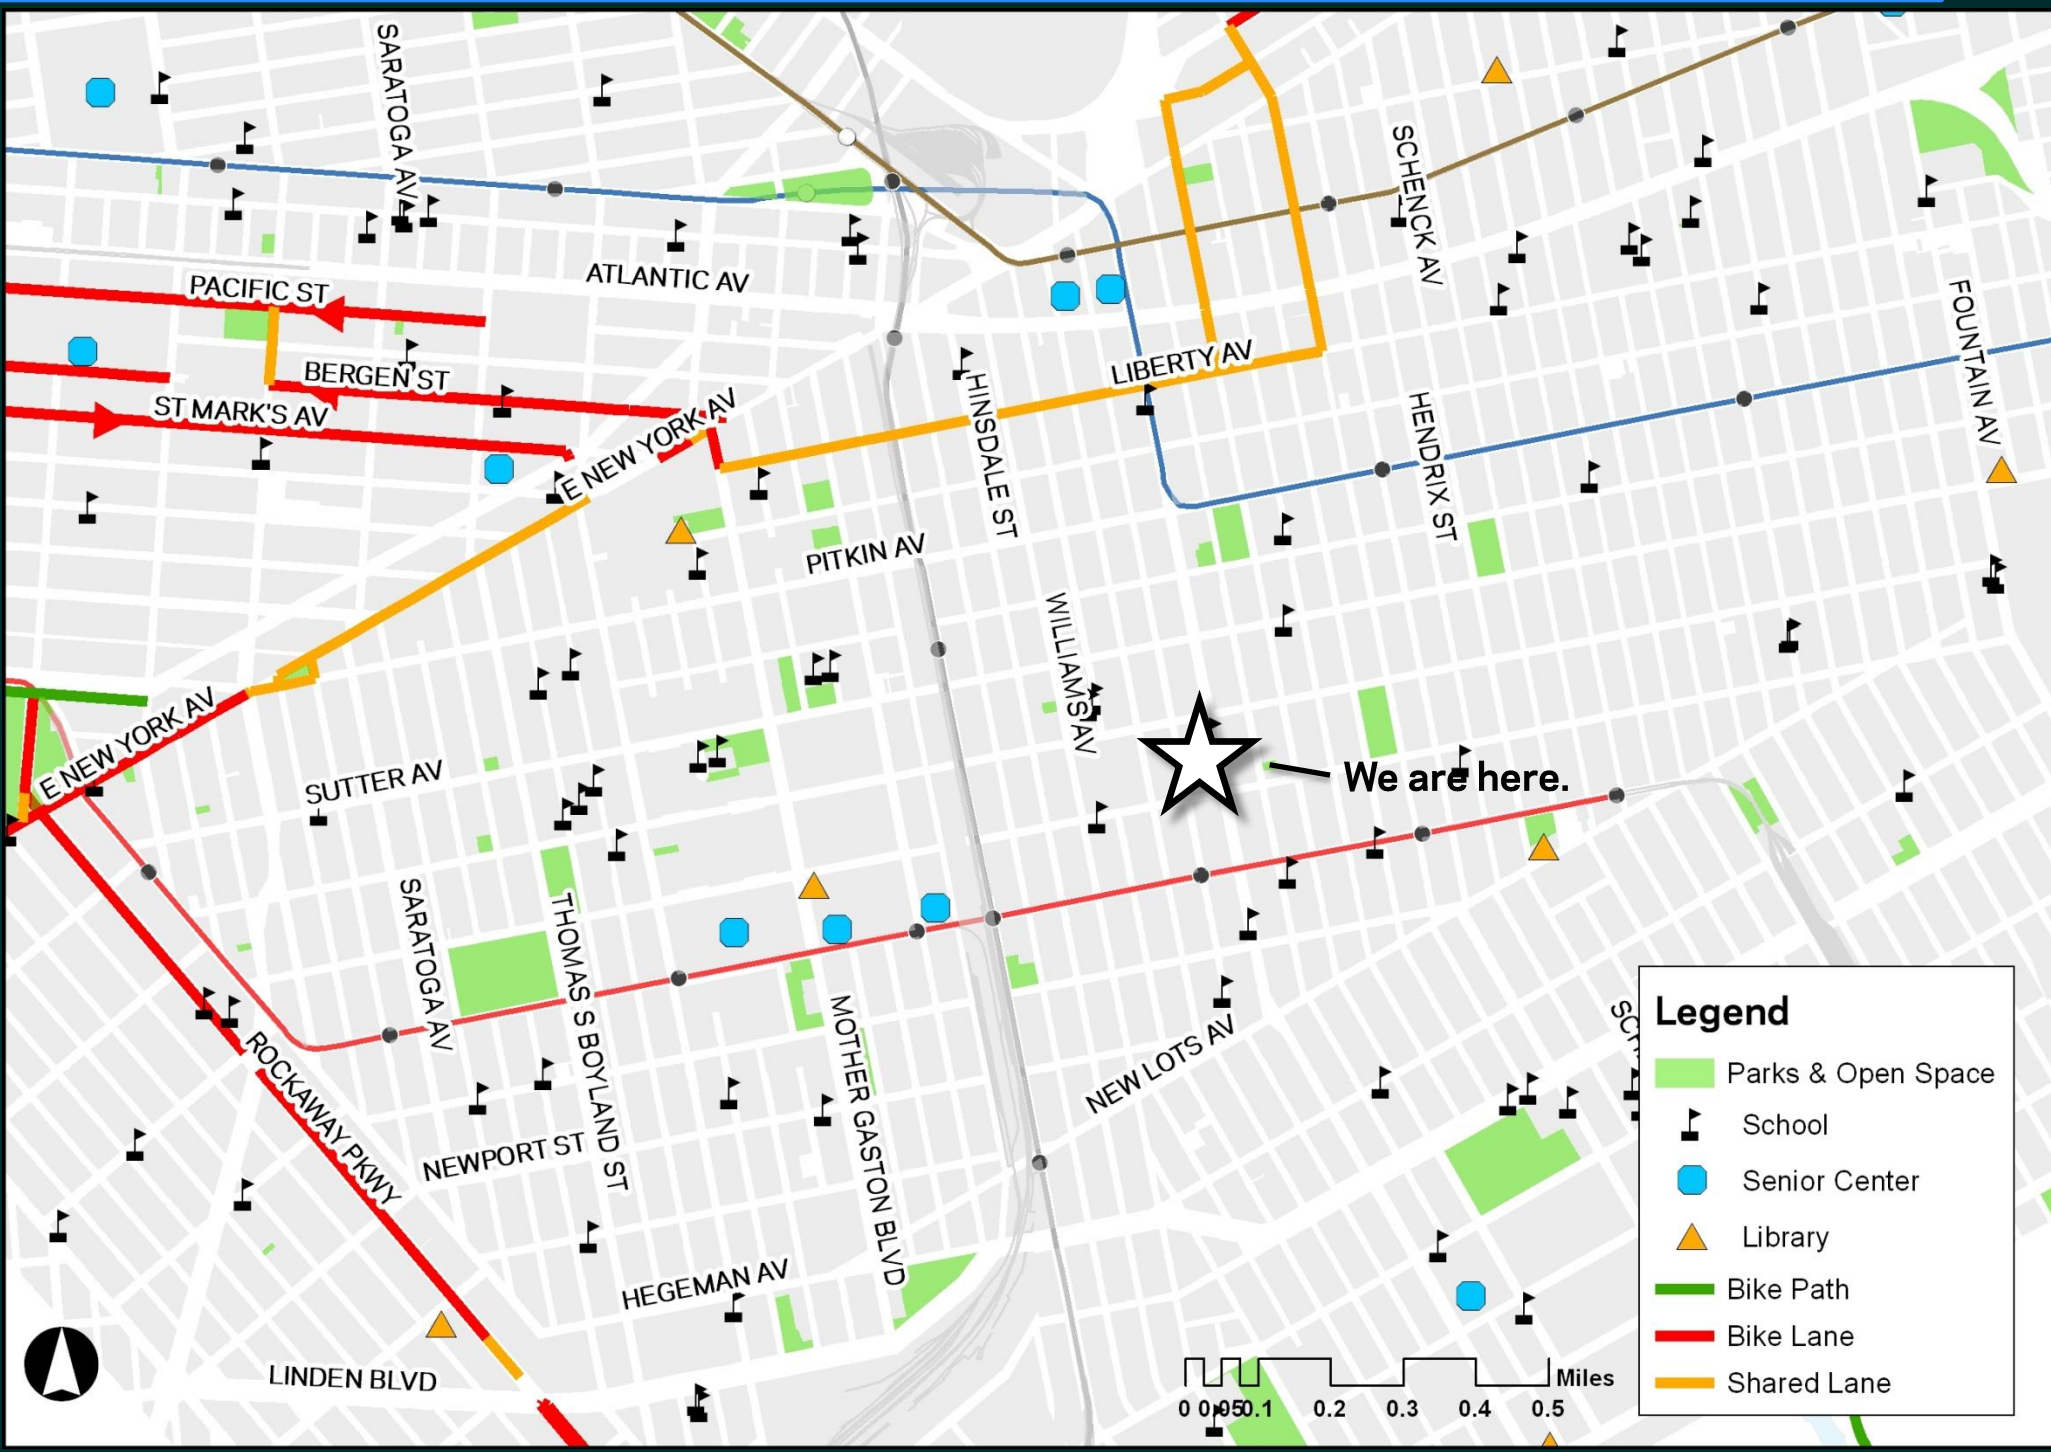 SARATOGA AV
SCHENCK AV
ATLANTIC AV
PACIFIC ST
FOUNTAIN AV
LIBERTY AV
BERGEN ST
ST MARK'S AV
E NEW YORK AV
HINSDALE ST
HENDRIX ST
PITKIN AV
WILLIAMS AV
E NEW YORK AV
We are here.
SUTTER AV
SARATOGA AV
THOMAS S BOYLAND ST
MOTHER GASTON BLVD
NEW LOTS AV
ROCKAWAY PKWY
NEWPORT ST
HEGEMAN AV
LINDEN BLVD
Legend
Parks & Open Space
School
Senior Center
Library
Bike Path
Bike Lane
Shared Lane
Miles
0 0.05 0.1 0.2 0.3 0.4 0.5